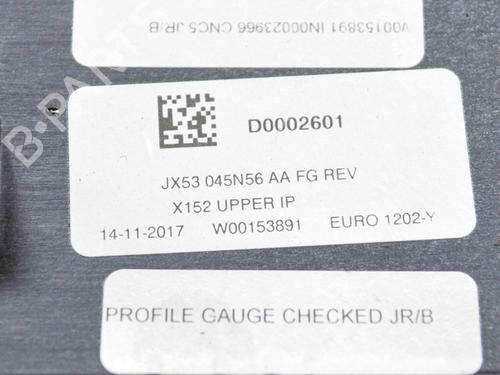 W00153891 IN00023966 CNC5 JR/B
D0002601
JX53 045N56 AA FG REV
X152 UPPER IP
14-11-2017 W00153891 EURO 1202-Y
PROFILE GAUGE CHECKED JR/B
B-PARTS